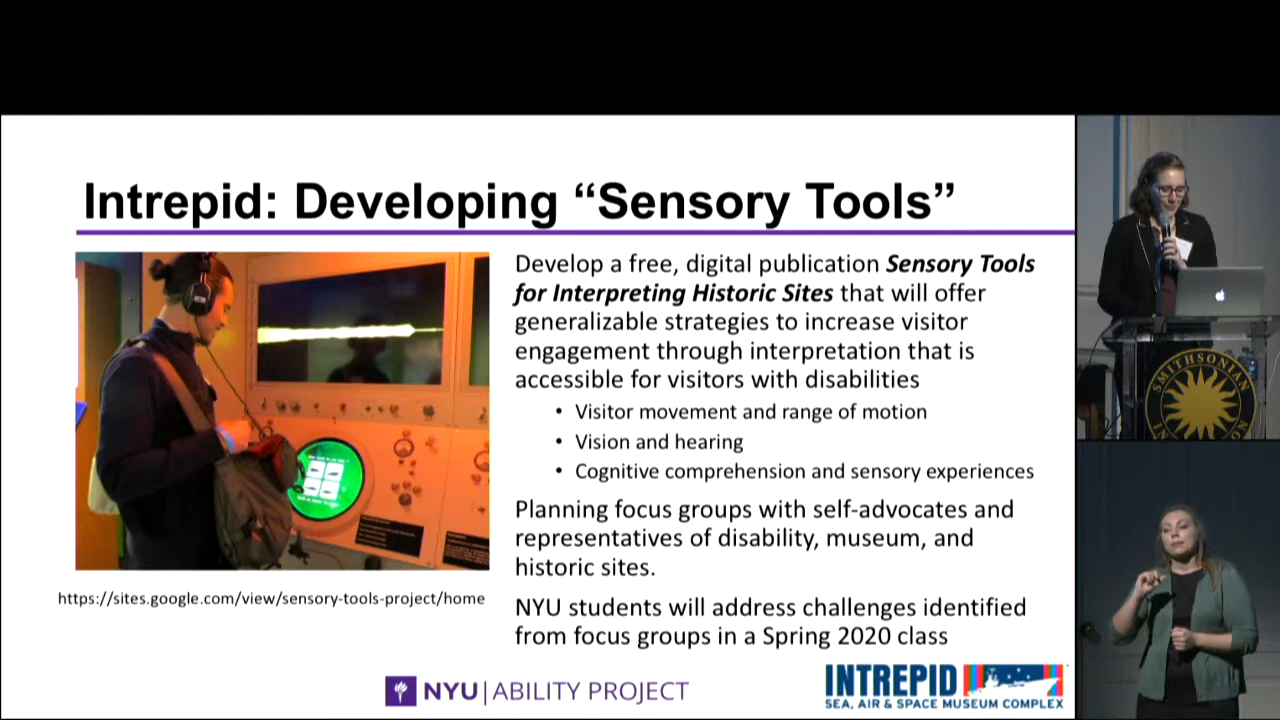 Intrepid: Developing “Sensory Tools”
Develop a free, digital publication Sensory Tools
for Interpreting Historic Sites that will offer
generalizable strategies to increase visitor
engagement through interpretation that is
accessible for visitors with disabilities
• Visitor movement and range of motion
• Vision and hearing
• Cognitive comprehension and sensory experiences
Planning focus groups with self-advocates and
representatives of disability, museum, and
historic sites.
NYU students will address challenges identified
from focus groups in a Spring 2020 class
https://sites.google.com/view/sensory-tools-project/home
NYU | ABILITY PROJECT
INTREPID
SEA, AIR & SPACE MUSEUM COMPLEX
SMITHSONIAN